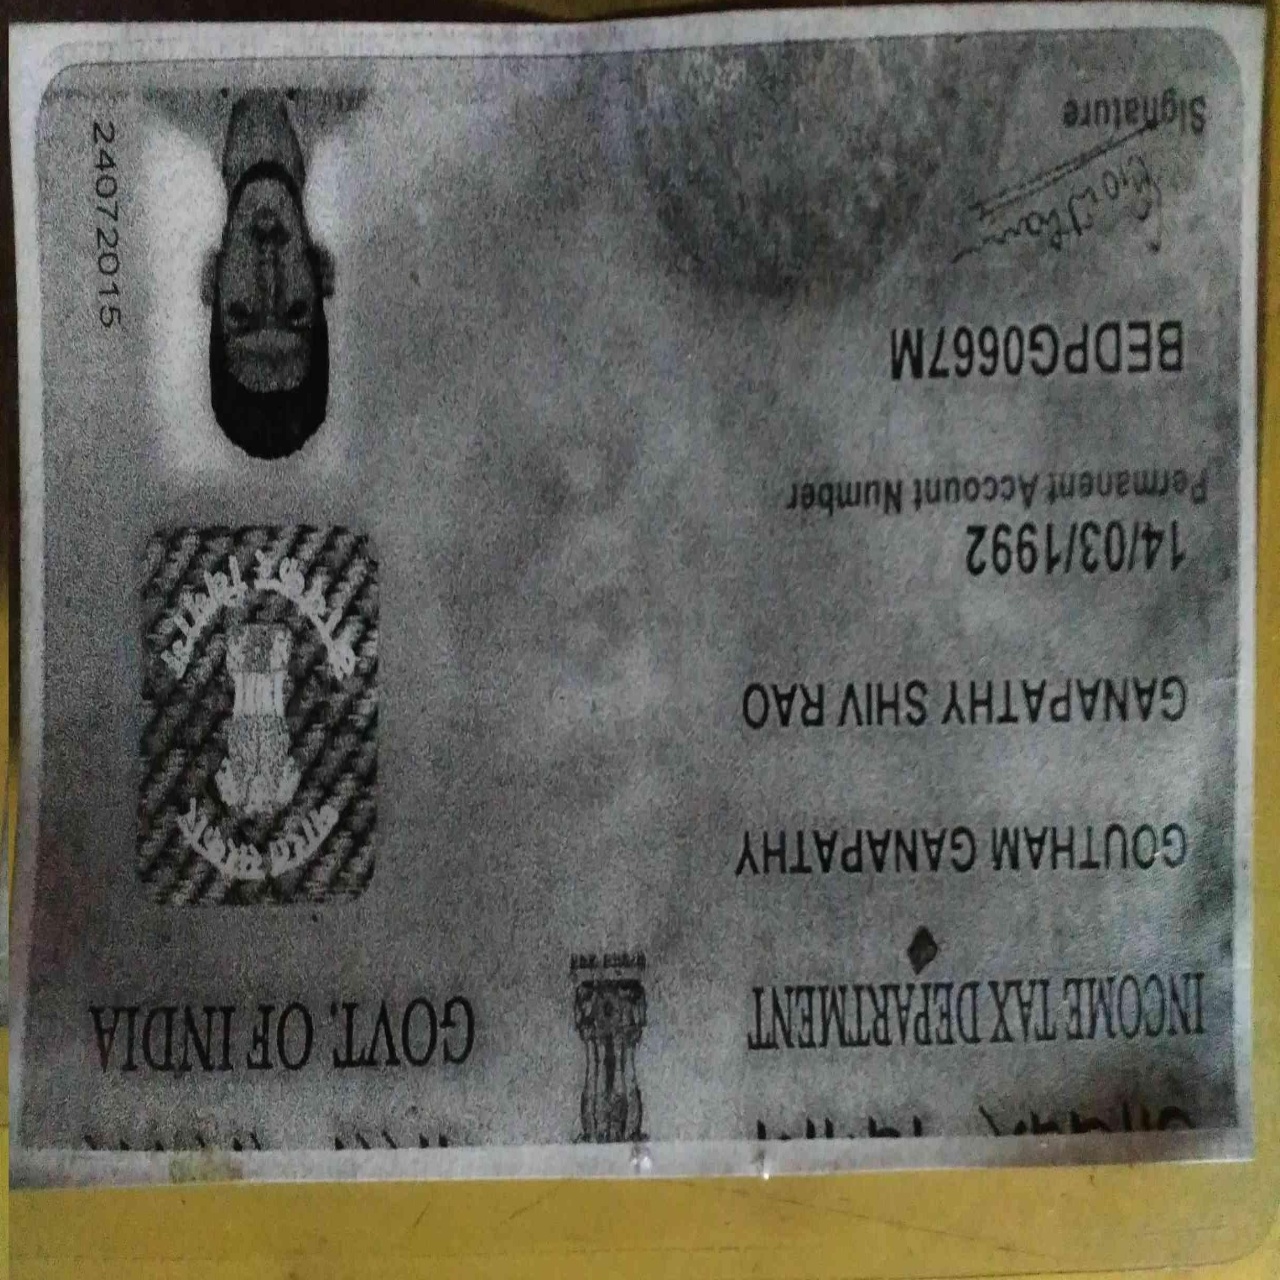 INCOME TAX DEPARTMENT
GOVT. OF INDIA
GOUTHAM GANAPATHY
GANAPATHY SHIV RAO
14/03/1992
Permanent Account Number
BEDPG0667M
Goutham
Signature
24072015